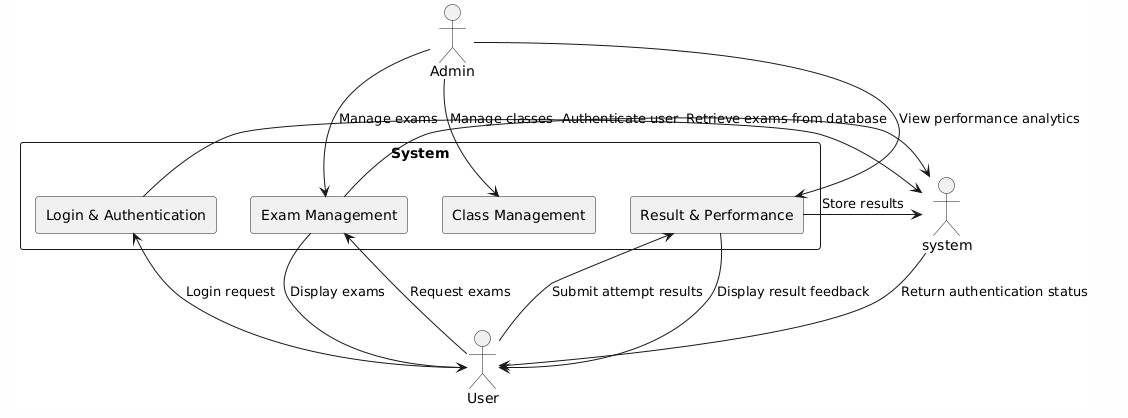 Admin
Manage exams
Manage classes
Authenticate user
Retrieve exams from database
View performance analytics
System
Login & Authentication
Exam Management
Class Management
Result & Performance
Store results
system
Login request
Display exams
Request exams
Submit attempt results
Display result feedback
Return authentication status
User